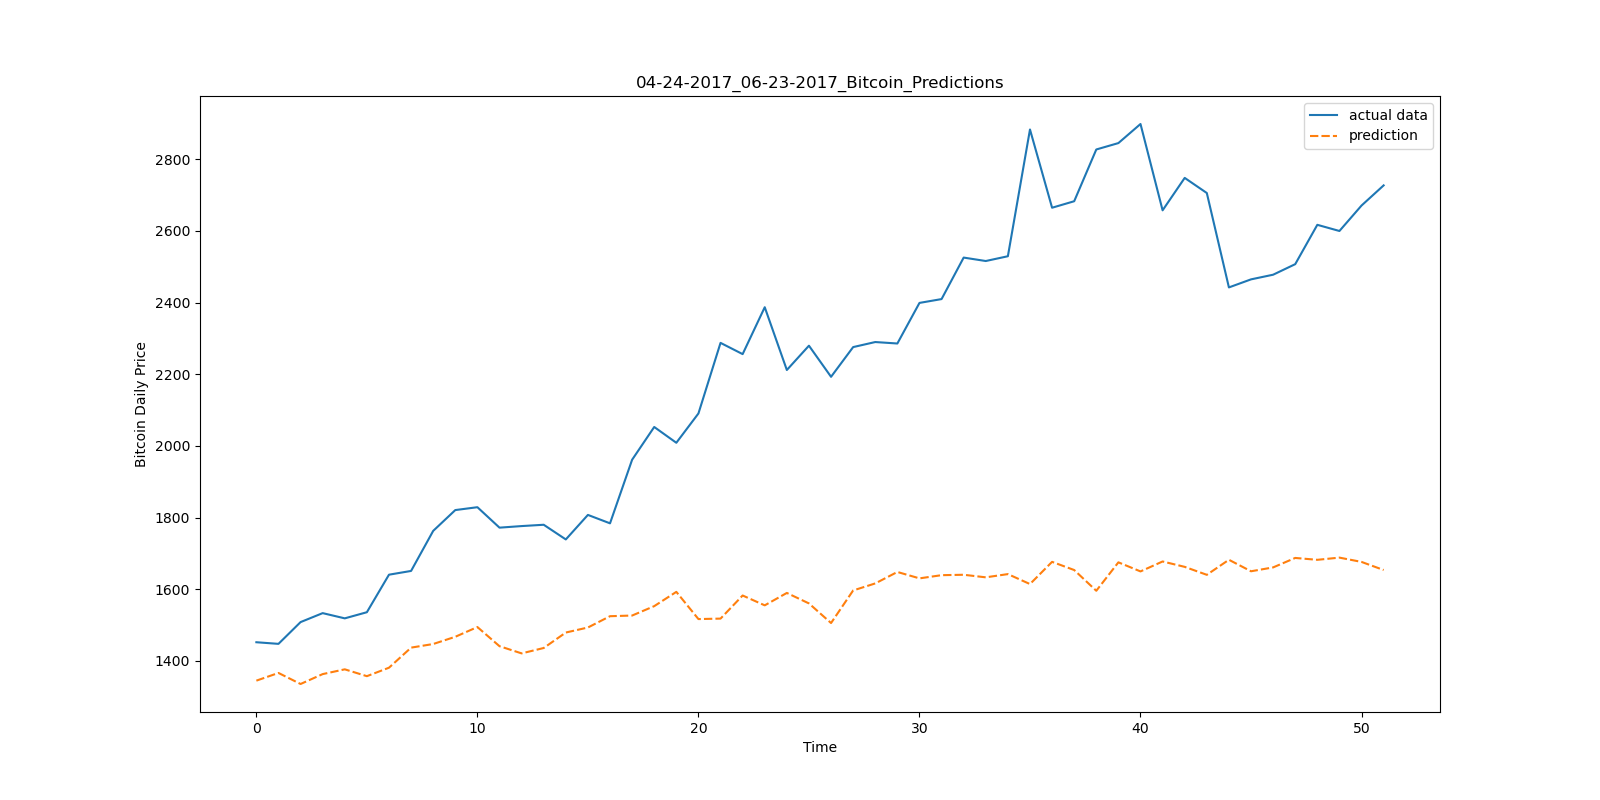 04-24-2017_06-23-2017_Bitcoin_Predictions
actual data
prediction
Bitcoin Daily Price
2800
2600
2400
2200
2000
1800
1600
1400
0 10 20 30 40 50
Time